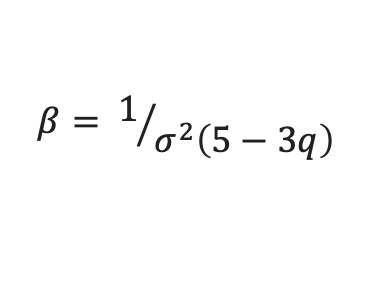 β = 1/σ²(5 − 3q)